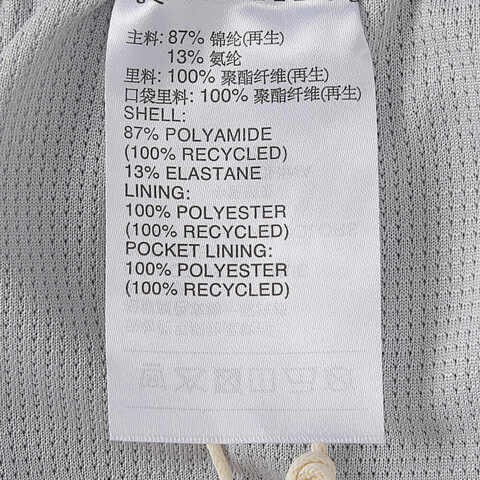 主料: 87% 锦纶(再生)
13% 氨纶
里料: 100% 聚酯纤维(再生)
口袋里料: 100% 聚酯纤维(再生)
SHELL:
87% POLYAMIDE
(100% RECYCLED)
13% ELASTANE
LINING:
100% POLYESTER
(100% RECYCLED)
POCKET LINING:
100% POLYESTER
(100% RECYCLED)